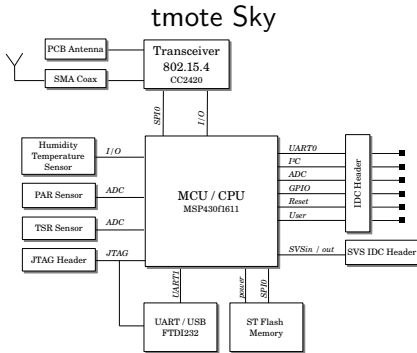 tmote Sky
PCB Antenna
SMA Coax
Transceiver
802.15.4
CC2420
SPI0
I/O
Humidity
Temperature
Sensor
I/O
PAR Sensor
ADC
TSR Sensor
ADC
JTAG Header
JTAG
MCU / CPU
MSP430f1611
UART0
I²C
ADC
GPIO
Reset
User
IDC Header
SVSin / out
SVS IDC Header
UART1
power
SPI0
UART / USB
FTDI232
ST Flash
Memory